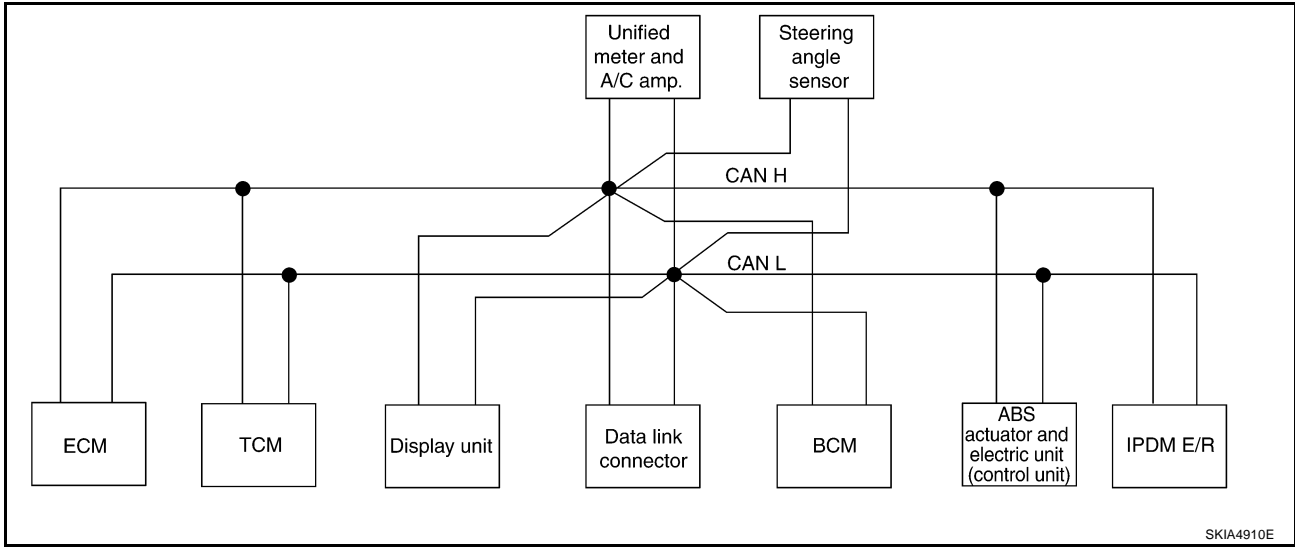 Unified
meter and
A/C amp.
Steering
angle
sensor
CAN H
CAN L
ECM
TCM
Display unit
Data link
connector
BCM
ABS
actuator and
electric unit
(control unit)
IPDM E/R
SKIA4910E